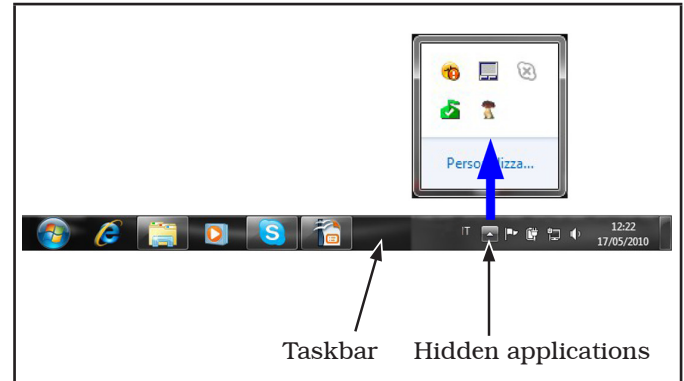 Personalizza...
IT
12:22
17/05/2010
Taskbar
Hidden applications